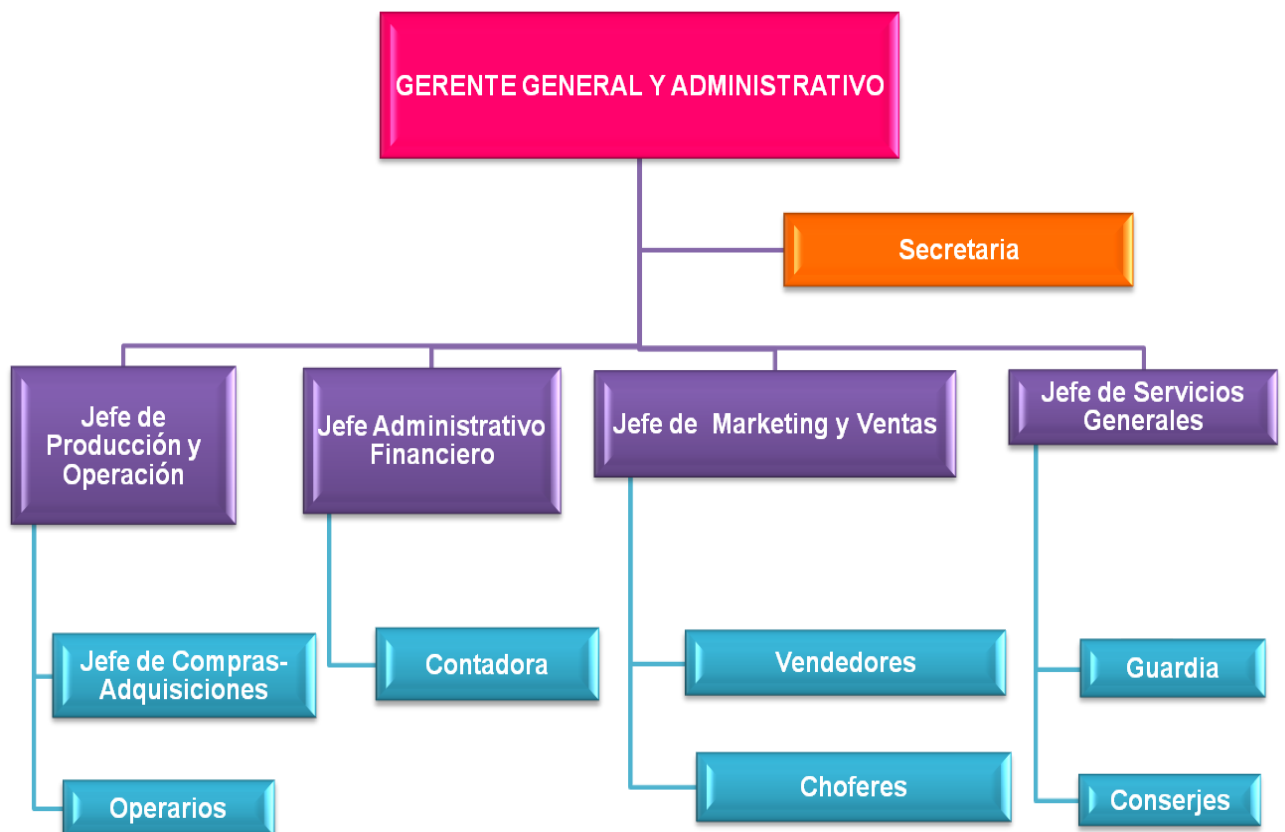 GERENTE GENERAL Y ADMINISTRATIVO
Secretaria
Jefe de
Producción y
Operación
Jefe Administrativo
Financiero
Jefe de Marketing y Ventas
Jefe de Servicios
Generales
Jefe de Compras-
Adquisiciones
Operarios
Contadora
Vendedores
Choferes
Guardia
Conserjes